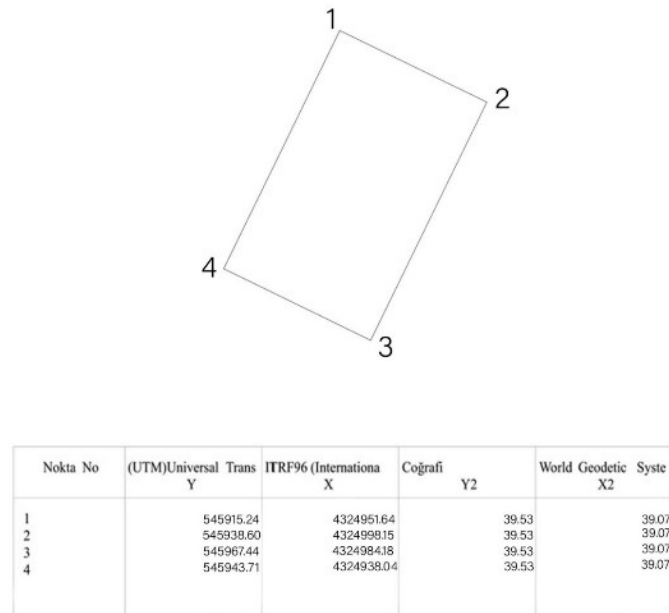 1
2
4
3
Nokta No (UTM)Universal Trans ITRF96 (Internationa Coğrafi World Geodetic Syste
Y X Y2 X2
1 545915.24 4324951.64 39.53 39.07
2 545938.60 4324998.15 39.53 39.07
3 545967.44 4324984.18 39.53 39.07
4 545943.71 4324938.04 39.53 39.07